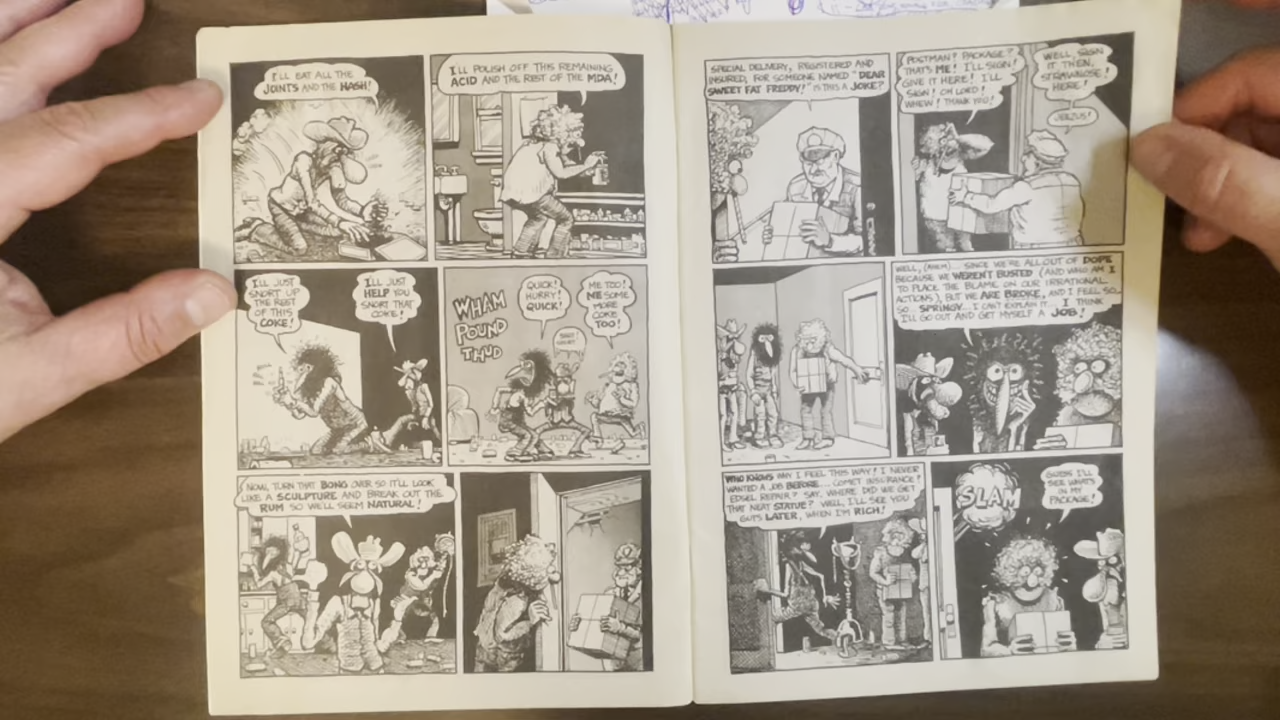 I'LL EAT ALL THE
JOINTS AND THE HASH!
I'LL POLISH OFF THIS REMAINING
ACID AND THE REST OF THE MDA!
I'LL JUST
SNORT UP
THE REST
OF THIS
COKE!
I'LL JUST
HELP YOU
SNORT THAT
COKE!
WHAM
POUND
THUD
QUICK!
HURRY!
QUICK!
ME TOO!
ME SOME
MORE
COKE
TOO!
NOW, TURN THAT BONG OVER SO IT'LL LOOK
LIKE A SCULPTURE AND BREAK OUT THE
RUM SO WE'LL SEEM NATURAL!
SPECIAL DELIVERY, REGISTERED AND
INSURED, FOR SOMEONE NAMED "DEAR
SWEET FAT FREDDY!" IS THIS A JOKE?
POSTMAN? PACKAGE?
THAT'S ME! I'LL SIGN!
GIVE IT HERE! I'LL
SIGN! OH LORD!
WHEW! THANK YOU!
WELL, SIGN
IT THEN,
STRAWNOSE!
HERE!
JEEZUS!
WELL, (AHEM)... SINCE WE'RE ALL OUT OF DOPE
BECAUSE WE WEREN'T BUSTED (AND WHO AM I
TO PLACE THE BLAME ON OUR IRRATIONAL
ACTIONS), BUT WE ARE BROKE, AND I FEEL SO...
SO... SPRINGY... I CAN'T EXPLAIN IT... I THINK
I'LL GO OUT AND GET MYSELF A JOB!
WHO KNOWS WHY I FEEL THIS WAY! I NEVER
WANTED A JOB BEFORE.... COMET INSURANCE?
EDSEL REPAIR? SAY, WHERE DID WE GET
THAT NEAT STATUE? WELL, I'LL SEE YOU
GUYS LATER, WHEN I'M RICH!
SLAM
GUESS I'LL
SEE WHAT'S
IN MY
PACKAGE!